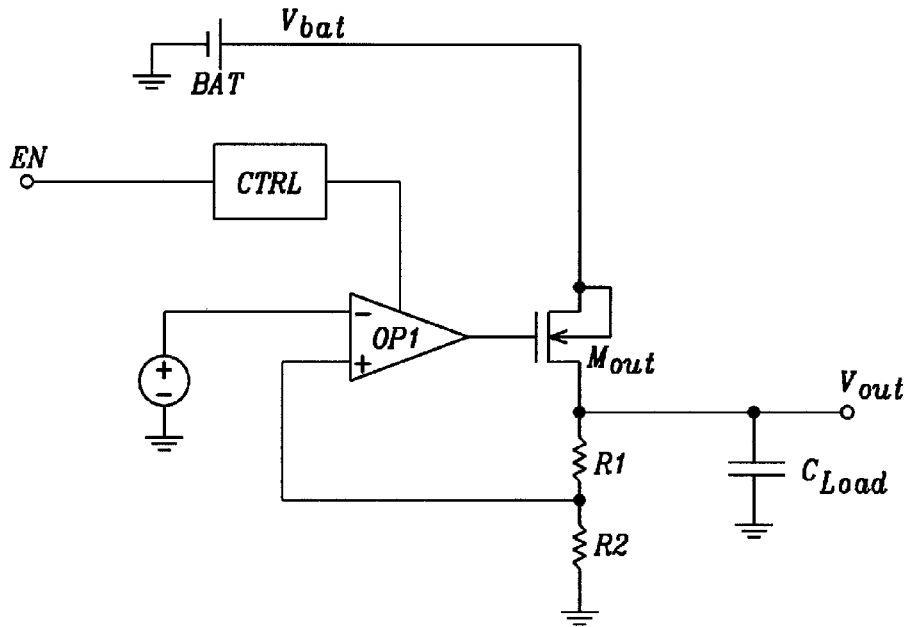 Vbat
BAT
EN
CTRL
−
OP1
+
Mout
+
−
Vout
R1
CLoad
R2